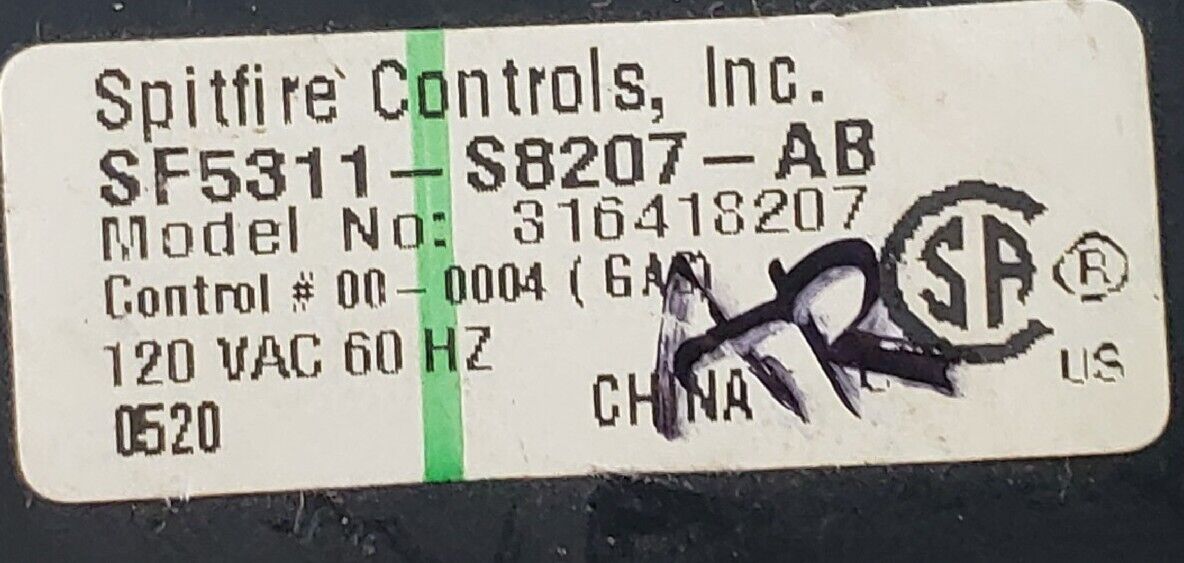 Spitfire Controls, Inc.
SF5311-S8207-AB
Model No: 316418207
Control # 00-0004 (
120 VAC 60 HZ
0520
CHINA
SA ®
US